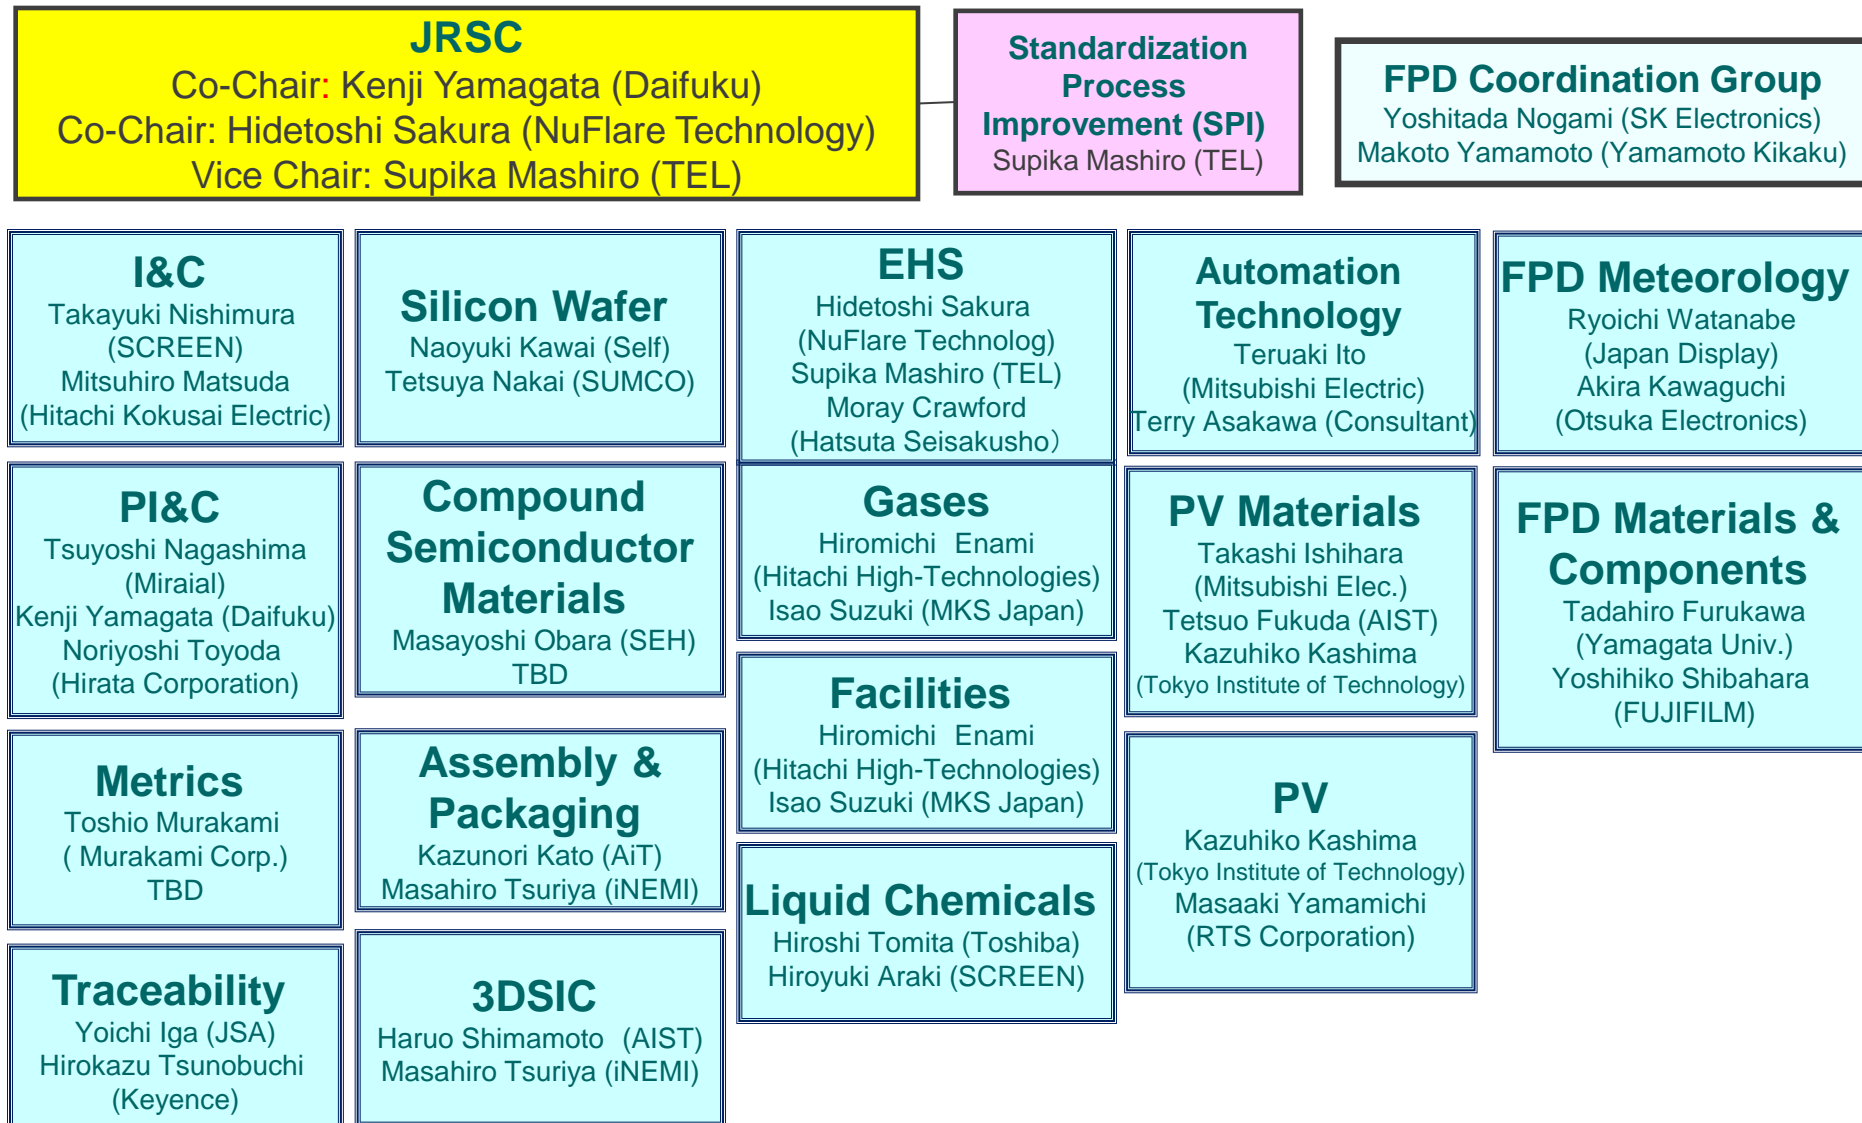 JRSC
Co-Chair: Kenji Yamagata (Daifuku)
Co-Chair: Hidetoshi Sakura (NuFlare Technology)
Vice Chair: Supika Mashiro (TEL)
Standardization
Process
Improvement (SPI)
Supika Mashiro (TEL)
FPD Coordination Group
Yoshitada Nogami (SK Electronics)
Makoto Yamamoto (Yamamoto Kikaku)
I&C
Takayuki Nishimura
(SCREEN)
Mitsuhiro Matsuda
(Hitachi Kokusai Electric)
Silicon Wafer
Naoyuki Kawai (Self)
Tetsuya Nakai (SUMCO)
EHS
Hidetoshi Sakura
(NuFlare Technolog)
Supika Mashiro (TEL)
Moray Crawford
(Hatsuta Seisakusho）
Automation
Technology
Teruaki Ito
(Mitsubishi Electric)
Terry Asakawa (Consultant)
FPD Meteorology
Ryoichi Watanabe
(Japan Display)
Akira Kawaguchi
(Otsuka Electronics)
PI&C
Tsuyoshi Nagashima
(Miraial)
Kenji Yamagata (Daifuku)
Noriyoshi Toyoda
(Hirata Corporation)
Compound
Semiconductor
Materials
Masayoshi Obara (SEH)
TBD
Gases
Hiromichi Enami
(Hitachi High-Technologies)
Isao Suzuki (MKS Japan)
PV Materials
Takashi Ishihara
(Mitsubishi Elec.)
Tetsuo Fukuda (AIST)
Kazuhiko Kashima
(Tokyo Institute of Technology)
FPD Materials &
Components
Tadahiro Furukawa
(Yamagata Univ.)
Yoshihiko Shibahara
(FUJIFILM)
Facilities
Hiromichi Enami
(Hitachi High-Technologies)
Isao Suzuki (MKS Japan)
Metrics
Toshio Murakami
( Murakami Corp.)
TBD
Assembly &
Packaging
Kazunori Kato (AiT)
Masahiro Tsuriya (iNEMI)
PV
Kazuhiko Kashima
(Tokyo Institute of Technology)
Masaaki Yamamichi
(RTS Corporation)
Liquid Chemicals
Hiroshi Tomita (Toshiba)
Hiroyuki Araki (SCREEN)
Traceability
Yoichi Iga (JSA)
Hirokazu Tsunobuchi
(Keyence)
3DSIC
Haruo Shimamoto (AIST)
Masahiro Tsuriya (iNEMI)